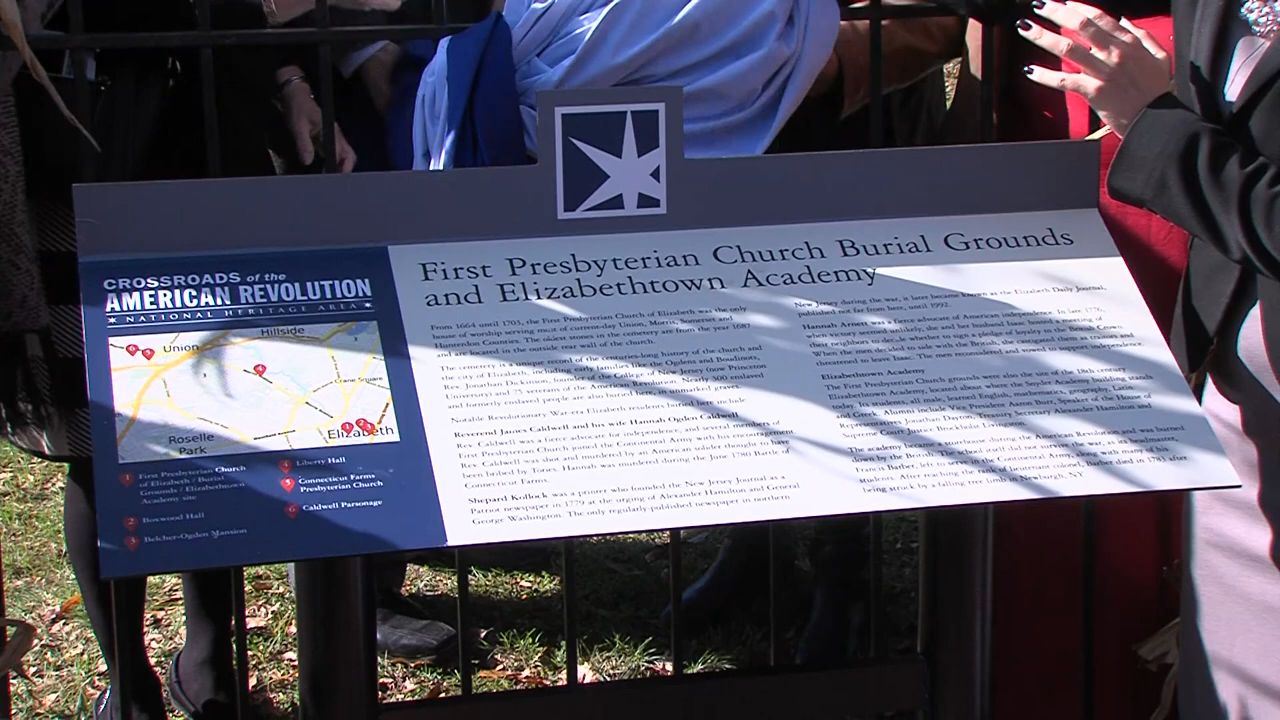 CROSSROADS of the
AMERICAN REVOLUTION
NATIONAL HERITAGE AREA
Hillside
Union
6 5
4
Crane Square
Roselle
Park
Elizabeth
1 First Presbyterian Church
of Elizabeth / Burial
Grounds / Elizabethtown
Academy site
2 Boxwood Hall
3 Belcher-Ogden Mansion
4 Liberty Hall
5 Connecticut Farms
Presbyterian Church
6 Caldwell Parsonage
First Presbyterian Church Burial Grounds
and Elizabethtown Academy
From 1664 until 1703, the First Presbyterian Church of Elizabeth was the only
house of worship serving most of current-day Union, Morris, Somerset and
Hunterdon Counties. The oldest stones in the cemetery are from the year 1687
and are located in the outside rear wall of the church.
The cemetery is a unique record of the centuries-long history of the church and
the city of Elizabeth, including early families like the Ogdens and Boudinots,
Rev. Jonathan Dickinson, founder of the College of New Jersey (now Princeton
University) and 75 veterans of the American Revolution. Nearly 500 enslaved
and formerly enslaved people are also buried here, in unmarked graves.
Notable Revolutionary War-era Elizabeth residents buried here include
Reverend James Caldwell and his wife Hannah Ogden Caldwell
Rev. Caldwell was a fierce advocate for independence, and several members of
First Presbyterian Church joined the Continental Army with his encouragement.
Rev. Caldwell was shot and murdered by an American soldier thought to have
been bribed by Tories. Hannah was murdered during the June 1780 Battle of
Connecticut Farms.
Shepard Kollock was a printer who founded the New Jersey Journal as a
Patriot newspaper in 1779 at the urging of Alexander Hamilton and General
George Washington. The only regularly-published newspaper in northern
New Jersey during the war, it later became known as the Elizabeth Daily Journal,
published not far from here, until 1992.
Hannah Arnett was a fierce advocate of American independence. In late 1776,
when victory seemed unlikely, she and her husband Isaac hosted a meeting of
their neighbors to decide whether to sign a pledge of loyalty to the British Crown.
When the men decided to side with the British, she castigated them as traitors and
threatened to leave Isaac. The men reconsidered and vowed to support independence.
Elizabethtown Academy
The First Presbyterian Church grounds were also the site of the 18th century
Elizabethtown Academy, located about where the Snyder Academy building stands
today. Its students, all male, learned English, mathematics, geography, Latin,
and Greek. Alumni include Vice President Aaron Burr, Speaker of the House of
Representatives Jonathan Dayton, Treasury Secretary Alexander Hamilton and
Supreme Court Justice Brockholst Livingston.
The academy became a storehouse during the American Revolution and was burned
down by the British. The school itself did not survive the war, as its headmaster,
Francis Barber, left to serve in the Continental Army, along with many of his
students. After reaching the rank of lieutenant colonel, Barber died in 1783 after
being struck by a falling tree limb in Newburgh, NY